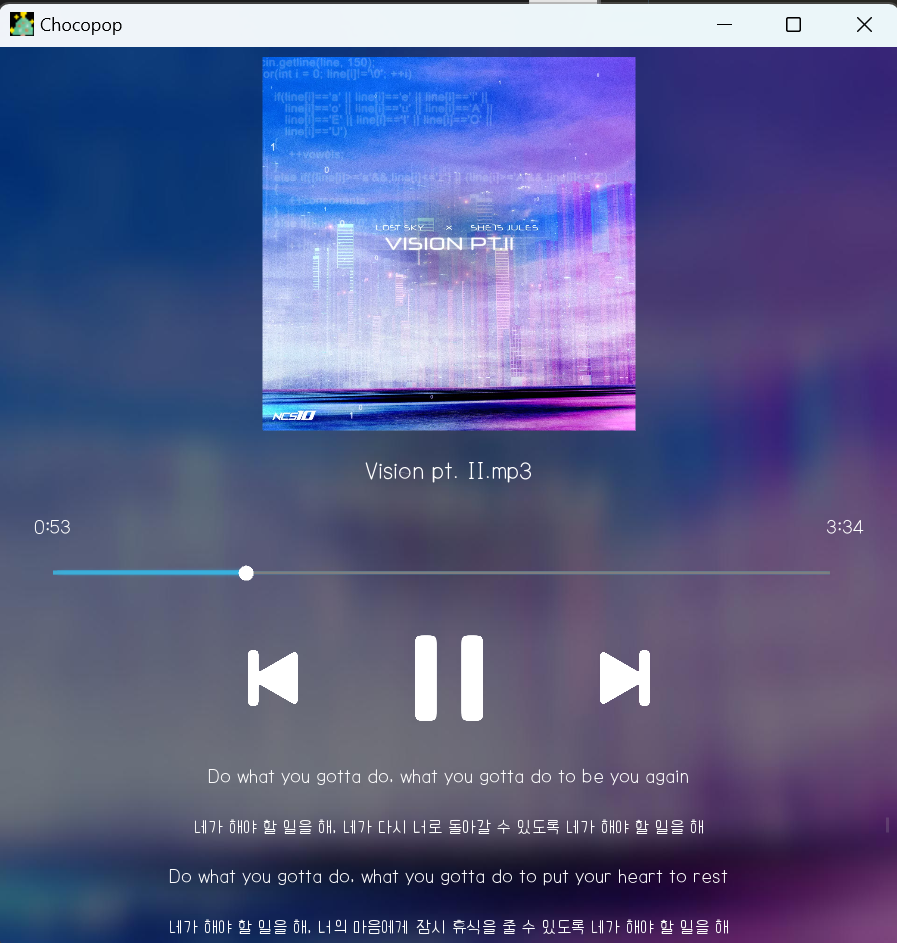 Chocopop
cin.getline(line, 150);
for(int i = 0; line[i]!='\0'; ++i)
if(line[i]=='a' || line[i]=='e' || line[i]=='i' ||
line[i]=='o' || line[i]=='u' || line[i]=='A' ||
line[i]=='E' || line[i]=='I' || line[i]=='O' ||
line[i]=='U')
++vowels;
1
0
LOST SKY x SHE IS JULES
VISION PT.II
NCS10
1
0
Vision pt. II.mp3
0:53
3:34
Do what you gotta do, what you gotta do to be you again
네가 해야 할 일을 해, 네가 다시 너로 돌아갈 수 있도록 네가 해야 할 일을 해
Do what you gotta do, what you gotta do to put your heart to rest
네가 해야 할 일을 해, 너의 마음에게 잠시 휴식을 줄 수 있도록 네가 해야 할 일을 해